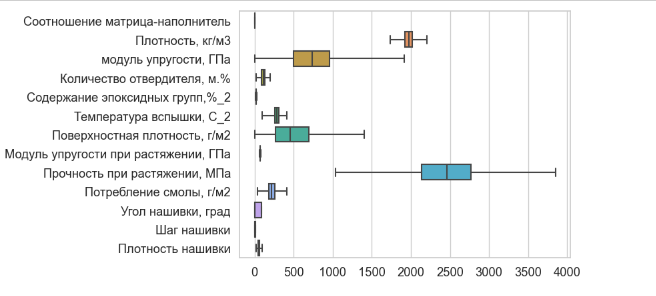 Соотношение матрица-наполнитель
Плотность, кг/м3
модуль упругости, ГПа
Количество отвердителя, м.%
Содержание эпоксидных групп,%_2
Температура вспышки, С_2
Поверхностная плотность, г/м2
Модуль упругости при растяжении, ГПа
Прочность при растяжении, МПа
Потребление смолы, г/м2
Угол нашивки, град
Шаг нашивки
Плотность нашивки
0 500 1000 1500 2000 2500 3000 3500 4000